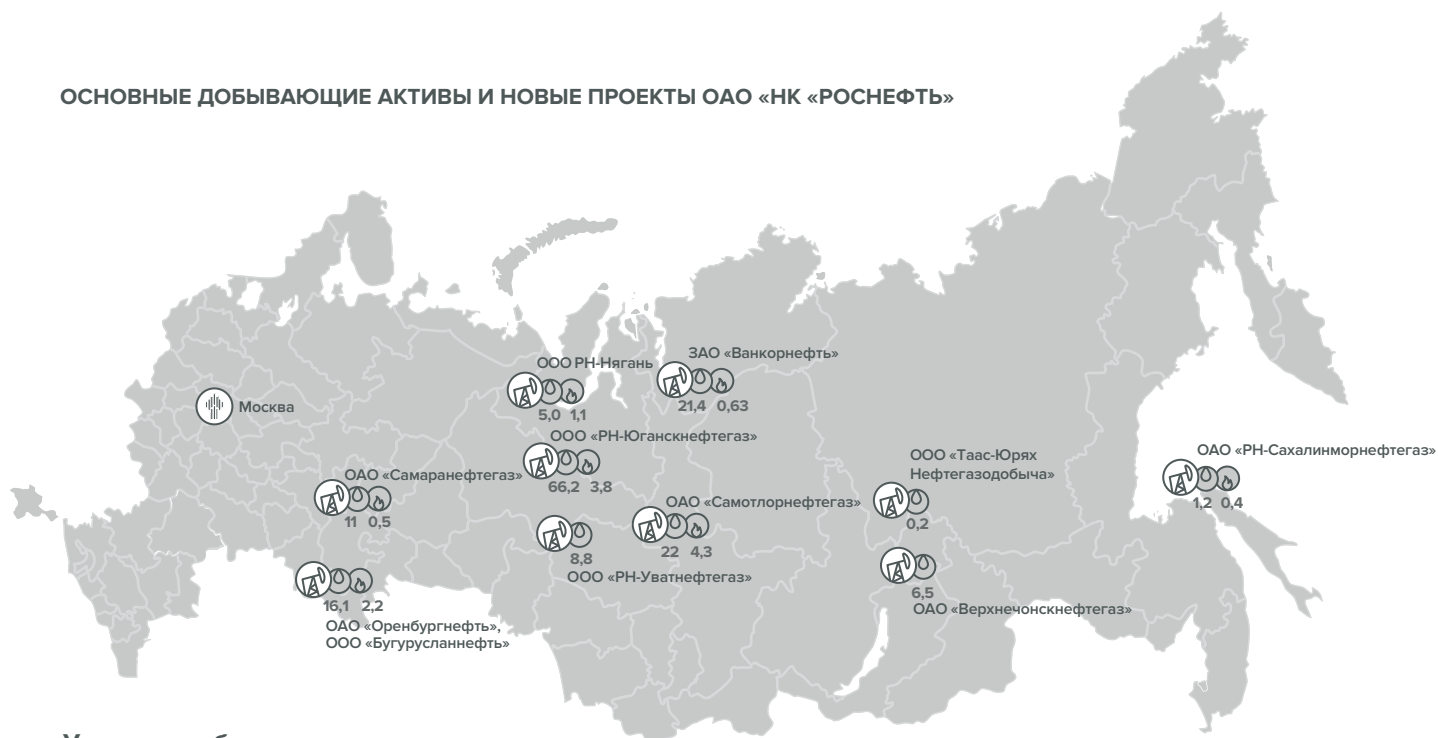 ОСНОВНЫЕ ДОБЫВАЮЩИЕ АКТИВЫ И НОВЫЕ ПРОЕКТЫ ОАО «НК «РОСНЕФТЬ»
ЗАО «Ванкорнефть»
21,4 0,63
ООО РН-Нягань
5,0 1,1
Москва
ООО «РН-Юганскнефтегаз»
66,2 3,8
ОАО «РН-Сахалинморнефтегаз»
1,2 0,4
ООО «Таас-Юрях
Нефтегазодобыча»
0,2
ОАО «Самаранефтегаз»
11 0,5
ОАО «Самотлорнефтегаз»
22 4,3
8,8
ООО «РН-Уватнефтегаз»
6,5
ОАО «Верхнечонскнефтегаз»
16,1 2,2
ОАО «Оренбургнефть»,
ООО «Бугурусланнефть»